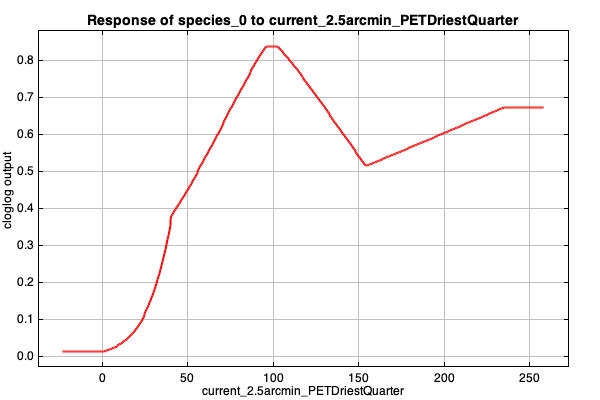 Response of species_0 to current_2.5arcmin_PETDriestQuarter
cloglog output
0.8
0.7
0.6
0.5
0.4
0.3
0.2
0.1
0.0
0 50 100 150 200 250
current_2.5arcmin_PETDriestQuarter